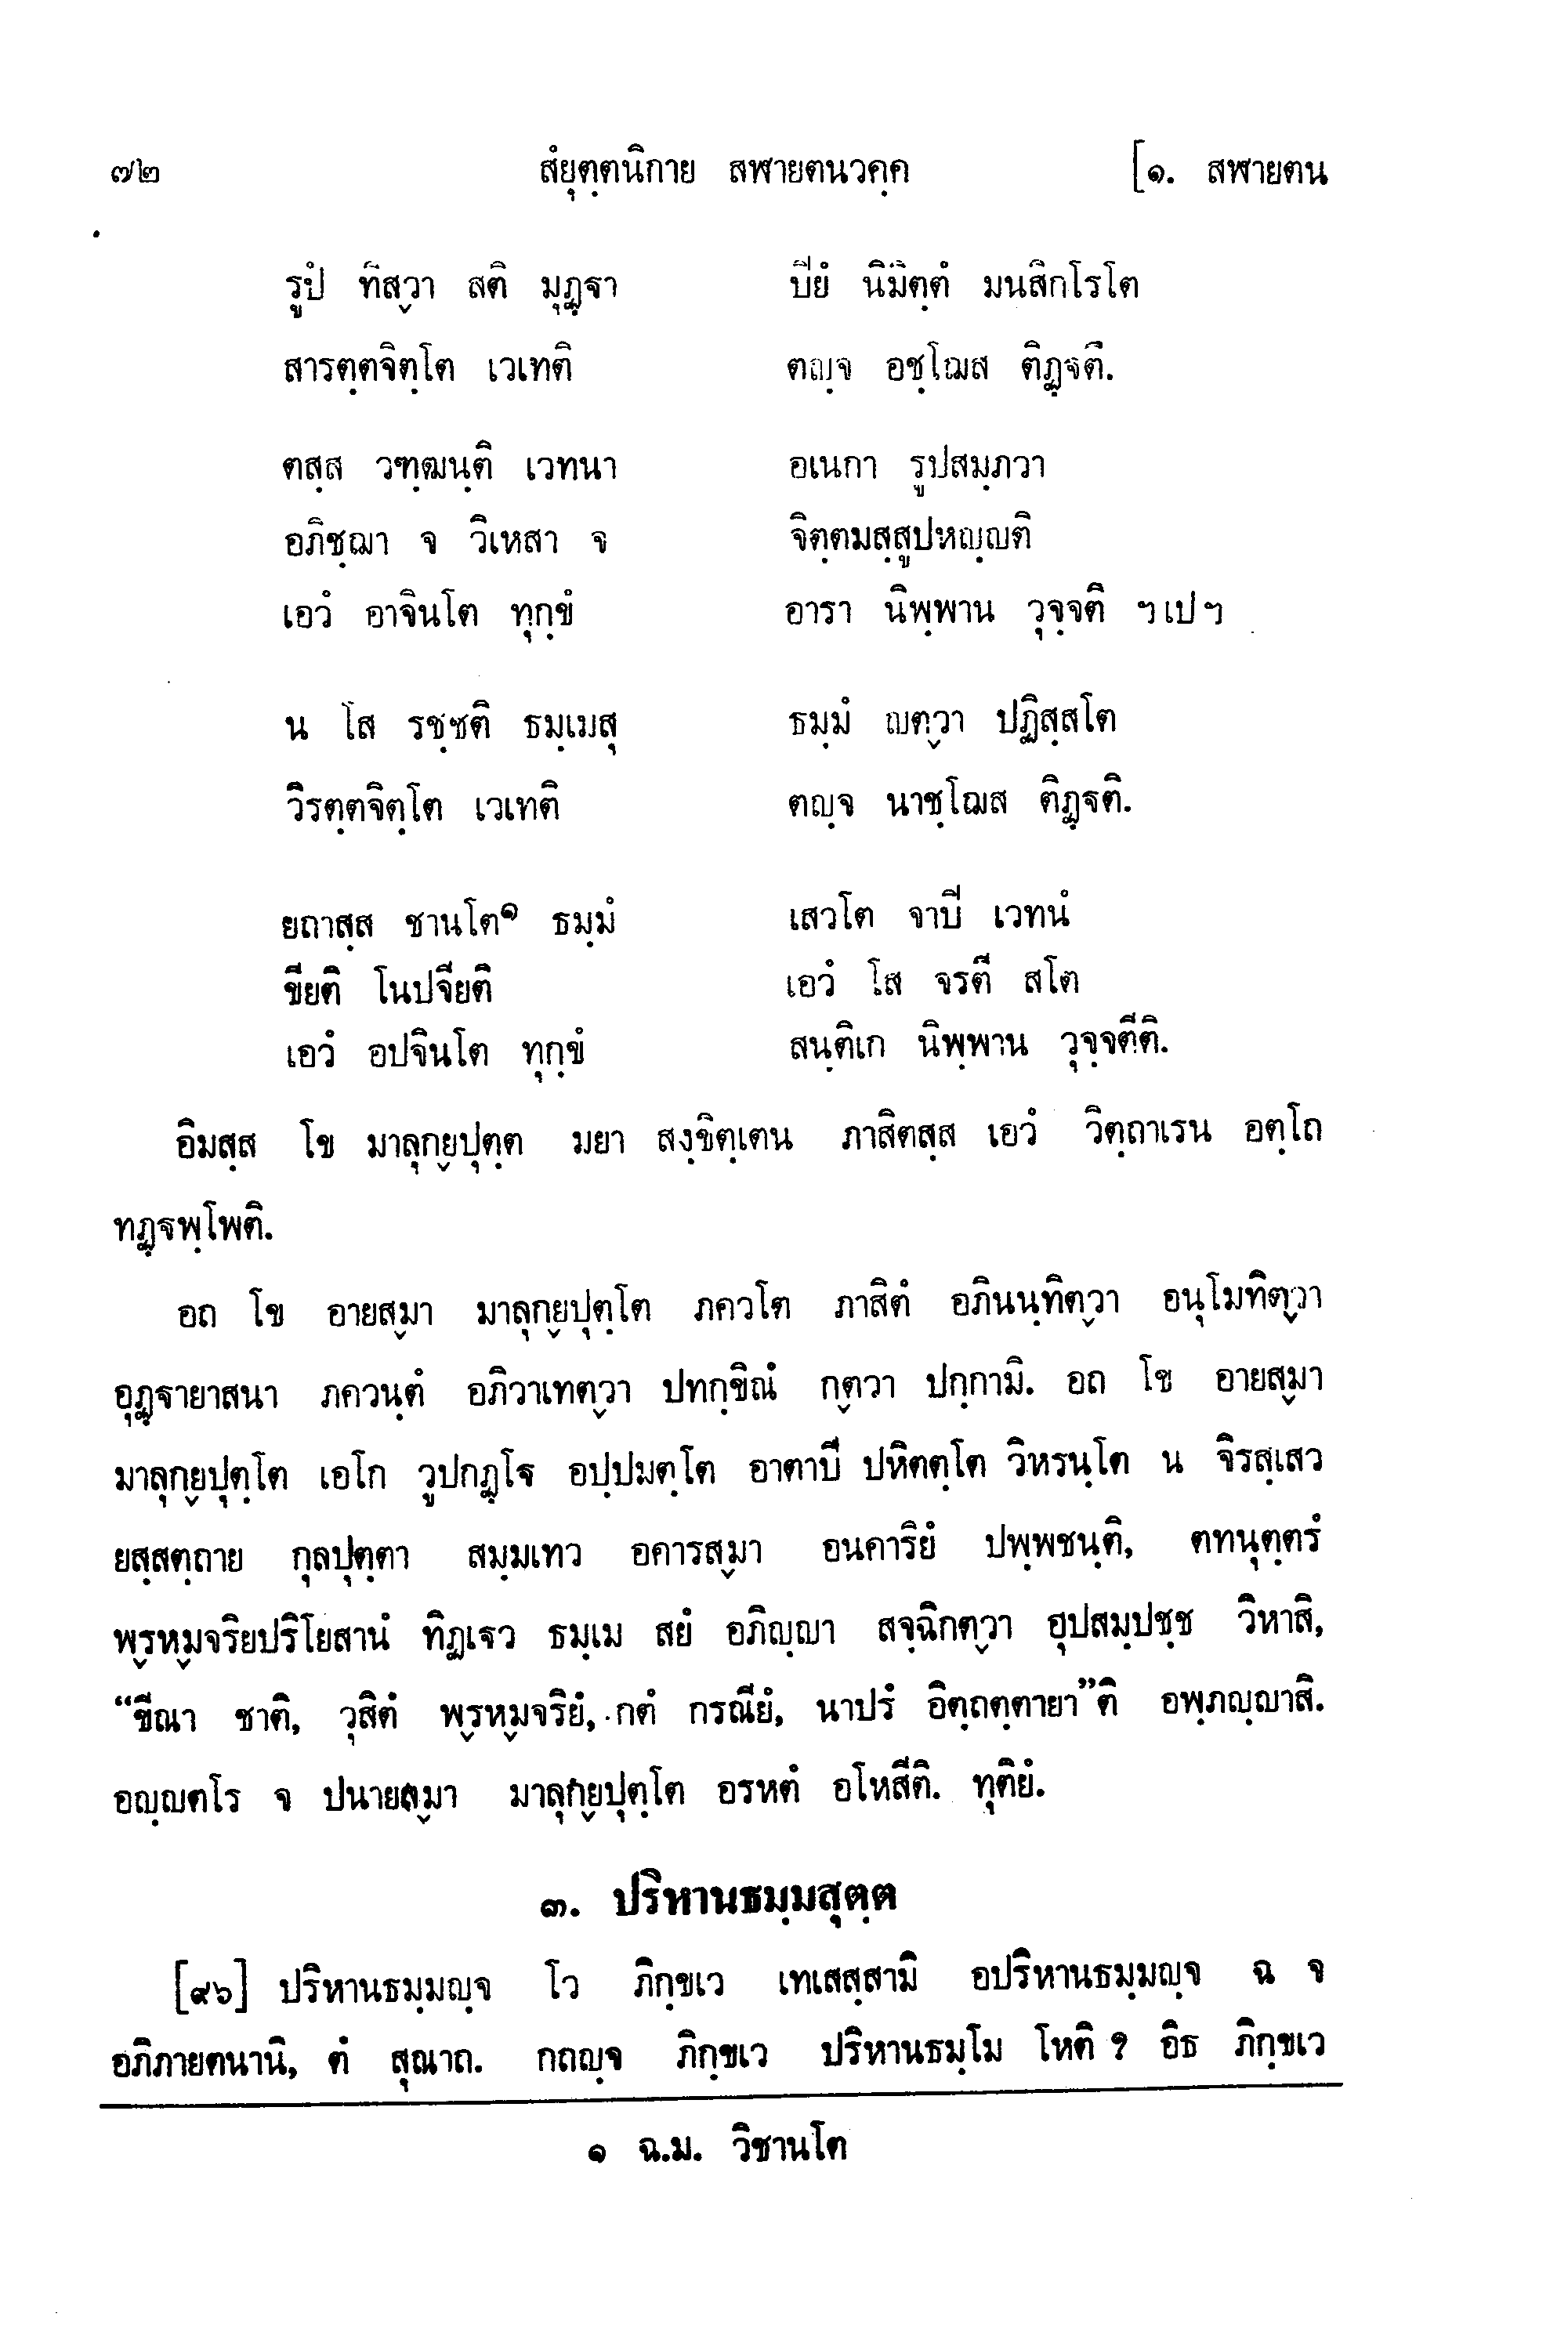 ๗๒ สํยุตฺตนิกาย สฬายตนวคฺค [๑. สฬายตน
รูปํ ทิสฺวา สติ มุฏฺฐา ปิยํ นิมิตฺตํ มนสิกโรโต
สารตฺตจิตฺโต เวเทติ ตญฺจ อชฺโฌส ติฏฺฐติ.
ตสฺส วฑฺฒนฺติ เวทนา อเนกา รูปสมฺภวา
อภิชฺฌา จ วิเหสา จ จิตฺตมสฺสูปหญฺญติ
เอวํ อาจินโต ทุกฺขํ อารา นิพฺพาน วุจฺจติ ฯเปฯ
น โส รชฺชติ ธมฺเมสุ ธมฺมํ ญตฺวา ปฏิสฺสโต
วิรตฺตจิตฺโต เวเทติ ตญฺจ นาชฺโฌส ติฏฺฐติ.
ยถาสฺส ชานโต๑ ธมฺมํ เสวโต จาปิ เวทนํ
ขียติ โนปจียติ เอวํ โส จรตี สโต
เอวํ อปจินโต ทุกฺขํ สนฺติเก นิพฺพาน วุจฺจตีติ.
อิมสฺส โข มาลุกฺยปุตฺต มยา สงฺขิตฺเตน ภาสิตสฺส เอวํ วิตฺถาเรน อตฺโถ
ทฏฺฐพฺโพติ.
อถ โข อายสฺมา มาลุกฺยปุตฺโต ภควโต ภาสิตํ อภินนฺทิตฺวา อนุโมทิตฺวา
อุฏฺฐายาสนา ภควนฺตํ อภิวาเทตฺวา ปทกฺขิณํ กตฺวา ปกฺกามิ. อถ โข อายสฺมา
มาลุกฺยปุตฺโต เอโก วูปกฏฺโฐ อปฺปมตฺโต อาตาปี ปหิตตฺโต วิหรนฺโต น จิรสฺเสว
ยสฺสตฺถาย กุลปุตฺตา สมฺมเทว อคารสฺมา อนคาริยํ ปพฺพชนฺติ, ตทนุตฺตรํ
พฺรหฺมจริยปริโยสานํ ทิฏฺเฐว ธมฺเม สยํ อภิญฺญา สจฺฉิกตฺวา อุปสมฺปชฺช วิหาสิ,
“ขีณา ชาติ, วุสิตํ พฺรหฺมจริยํ, กตํ กรณียํ, นาปรํ อิตฺถตฺตายา”ติ อพฺภญฺญาสิ.
อญฺญตโร จ ปนายสฺมา มาลุกฺยปุตฺโต อรหตํ อโหสีติ. ทุติยํ.
๓. ปริหานธมฺมสุตฺต
[๙๖] ปริหานธมฺมญฺจ โว ภิกฺขเว เทเสสฺสามิ อปริหานธมฺมญฺจ ฉ จ
อภิภายตนานิ, ตํ สุณาถ. กถญฺจ ภิกฺขเว ปริหานธมฺโม โหติ ? อิธ ภิกฺขเว
๑ ฉ.ม. วิชานโต